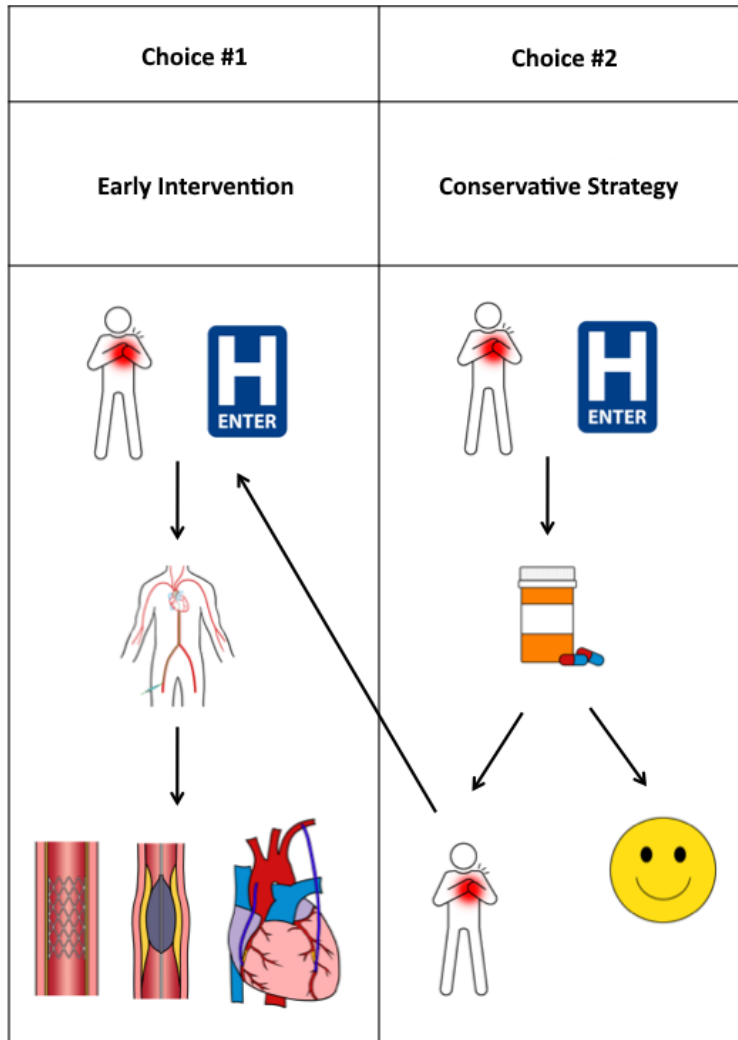 Choice #1
Choice #2
Early Intervention
Conservative Strategy
H
ENTER
H
ENTER